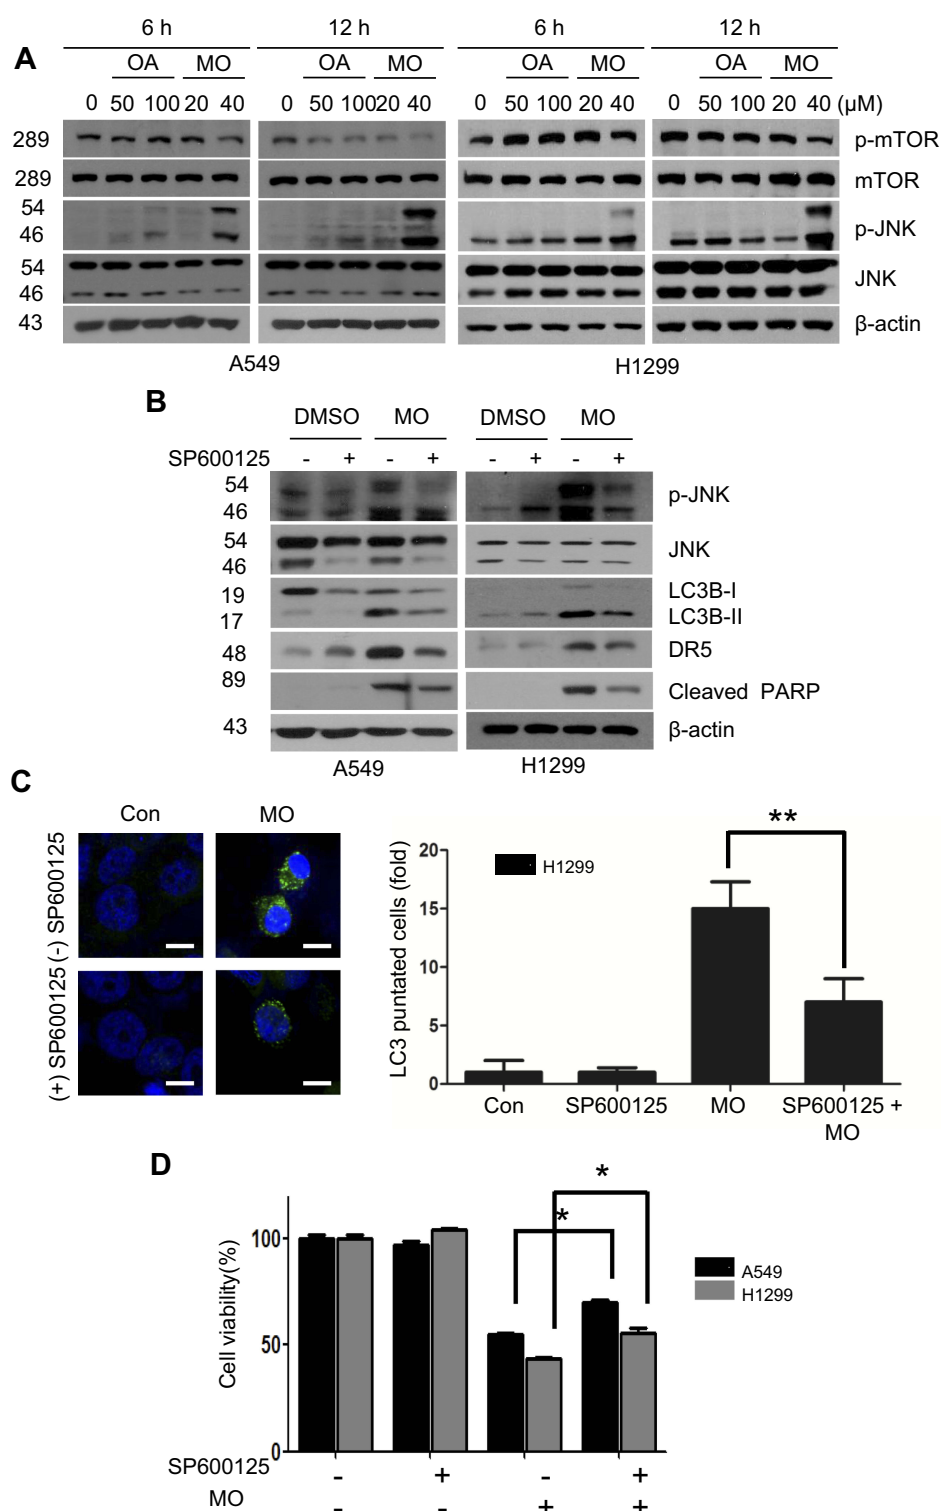 6 h 12 h 6 h 12 h
A
OA MO OA MO OA MO OA MO
0 50 100 20 40 0 50 100 20 40 0 50 100 20 40 0 50 100 20 40 (μM)
289 p-mTOR
289 mTOR
54
46 p-JNK
54
46 JNK
43 β-actin
A549 H1299
B
DMSO MO DMSO MO
SP600125 - + - + - + - +
54
46 p-JNK
54
46 JNK
19 LC3B-I
17 LC3B-II
48 DR5
89 Cleaved PARP
43 β-actin
A549 H1299
C
Con MO
(+) SP600125 (-) SP600125
LC3 puntated cells (fold)
20
15
10
5
0
H1299
**
Con SP600125 MO SP600125 +
MO
D
Cell viability(%)
100
50
0
* *
A549
H1299
SP600125 - + - +
MO - - + +